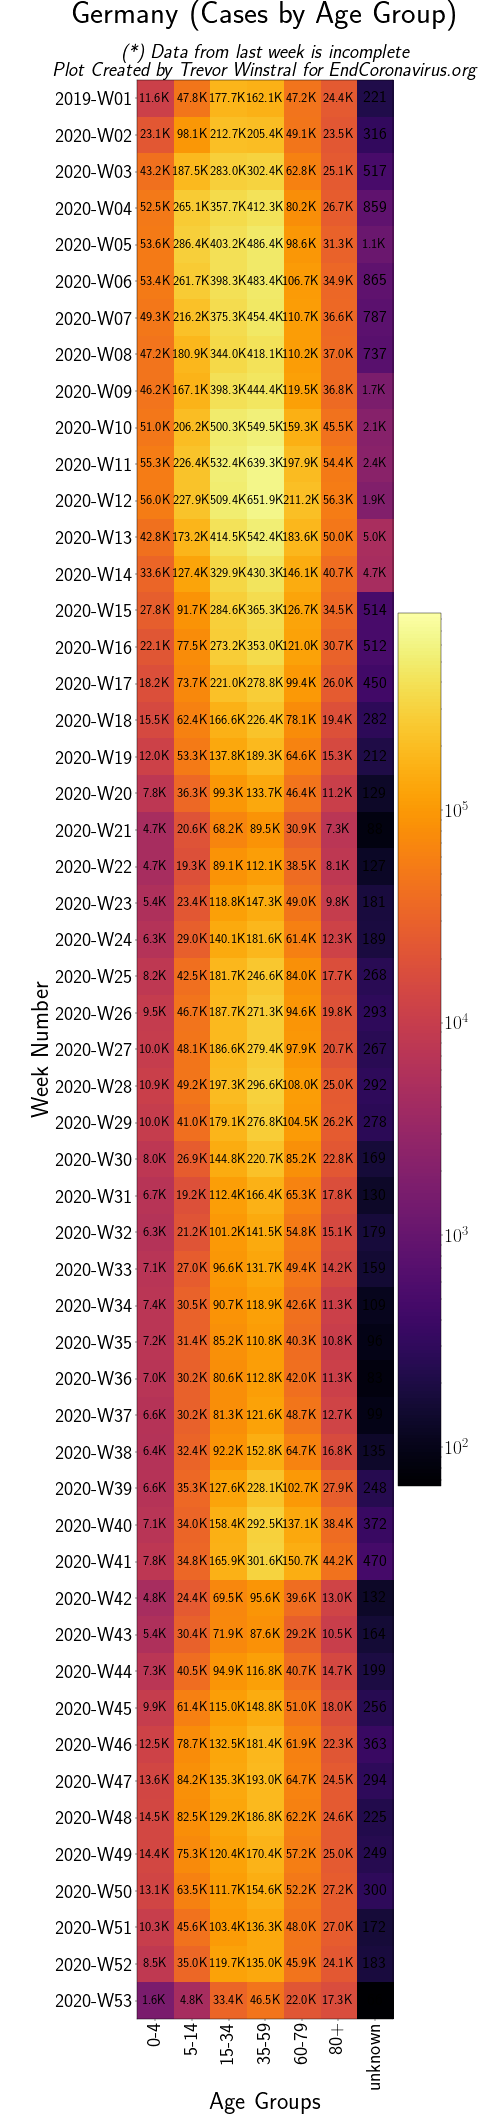 Germany (Cases by Age Group)
(*) Data from last week is incomplete
Plot Created by Trevor Winstral for EndCoronavirus.org
2019-W01 11.6K 47.8K 177.7K 162.1K 47.2K 24.4K 221
2020-W02 23.1K 98.1K 212.7K 205.4K 49.1K 23.5K 316
2020-W03 43.2K 187.5K 283.0K 302.4K 62.8K 25.1K 517
2020-W04 52.5K 265.1K 357.7K 412.3K 80.2K 26.7K 859
2020-W05 53.6K 286.4K 403.2K 486.4K 98.6K 31.3K 1.1K
2020-W06 53.4K 261.7K 398.3K 483.4K 106.7K 34.9K 865
2020-W07 49.3K 216.2K 375.3K 454.4K 110.7K 36.6K 787
2020-W08 47.2K 180.9K 344.0K 418.1K 110.2K 37.0K 737
2020-W09 46.2K 167.1K 398.3K 444.4K 119.5K 36.8K 1.7K
2020-W10 51.0K 206.2K 500.3K 549.5K 159.3K 45.5K 2.1K
2020-W11 55.3K 226.4K 532.4K 639.3K 197.9K 54.4K 2.4K
2020-W12 56.0K 227.9K 509.4K 651.9K 211.2K 56.3K 1.9K
2020-W13 42.8K 173.2K 414.5K 542.4K 183.6K 50.0K 5.0K
2020-W14 33.6K 127.4K 329.9K 430.3K 146.1K 40.7K 4.7K
2020-W15 27.8K 91.7K 284.6K 365.3K 126.7K 34.5K 514
2020-W16 22.1K 77.5K 273.2K 353.0K 121.0K 30.7K 512
2020-W17 18.2K 73.7K 221.0K 278.8K 99.4K 26.0K 450
2020-W18 15.5K 62.4K 166.6K 226.4K 78.1K 19.4K 282
2020-W19 12.0K 53.3K 137.8K 189.3K 64.6K 15.3K 212
2020-W20 7.8K 36.3K 99.3K 133.7K 46.4K 11.2K 129
2020-W21 4.7K 20.6K 68.2K 89.5K 30.9K 7.3K
2020-W22 4.7K 19.3K 89.1K 112.1K 38.5K 8.1K 127
2020-W23 5.4K 23.4K 118.8K 147.3K 49.0K 9.8K 181
2020-W24 6.3K 29.0K 140.1K 181.6K 61.4K 12.3K 189
2020-W25 8.2K 42.5K 181.7K 246.6K 84.0K 17.7K 268
2020-W26 9.5K 46.7K 187.7K 271.3K 94.6K 19.8K 293
2020-W27 10.0K 48.1K 186.6K 279.4K 97.9K 20.7K 267
2020-W28 10.9K 49.2K 197.3K 296.6K 108.0K 25.0K 292
2020-W29 10.0K 41.0K 179.1K 276.8K 104.5K 26.2K 278
2020-W30 8.0K 26.9K 144.8K 220.7K 85.2K 22.8K 169
2020-W31 6.7K 19.2K 112.4K 166.4K 65.3K 17.8K 130
2020-W32 6.3K 21.2K 101.2K 141.5K 54.8K 15.1K 179
2020-W33 7.1K 27.0K 96.6K 131.7K 49.4K 14.2K 159
2020-W34 7.4K 30.5K 90.7K 118.9K 42.6K 11.3K 109
2020-W35 7.2K 31.4K 85.2K 110.8K 40.3K 10.8K
2020-W36 7.0K 30.2K 80.6K 112.8K 42.0K 11.3K
2020-W37 6.6K 30.2K 81.3K 121.6K 48.7K 12.7K
2020-W38 6.4K 32.4K 92.2K 152.8K 64.7K 16.8K 135
2020-W39 6.6K 35.3K 127.6K 228.1K 102.7K 27.9K 248
2020-W40 7.1K 34.0K 158.4K 292.5K 137.1K 38.4K 372
2020-W41 7.8K 34.8K 165.9K 301.6K 150.7K 44.2K 470
2020-W42 4.8K 24.4K 69.5K 95.6K 39.6K 13.0K 132
2020-W43 5.4K 30.4K 71.9K 87.6K 29.2K 10.5K 164
2020-W44 7.3K 40.5K 94.9K 116.8K 40.7K 14.7K 199
2020-W45 9.9K 61.4K 115.0K 148.8K 51.0K 18.0K 256
2020-W46 12.5K 78.7K 132.5K 181.4K 61.9K 22.3K 363
2020-W47 13.6K 84.2K 135.3K 193.0K 64.7K 24.5K 294
2020-W48 14.5K 82.5K 129.2K 186.8K 62.2K 24.6K 225
2020-W49 14.4K 75.3K 120.4K 170.4K 57.2K 25.0K 249
2020-W50 13.1K 63.5K 111.7K 154.6K 52.2K 27.2K 300
2020-W51 10.3K 45.6K 103.4K 136.3K 48.0K 27.0K 172
2020-W52 8.5K 35.0K 119.7K 135.0K 45.9K 24.1K 183
2020-W53 1.6K 4.8K 33.4K 46.5K 22.0K 17.3K
0-4 5-14 15-34 35-59 60-79 80+ unknown
Age Groups
Week Number
10^5
10^4
10^3
10^2